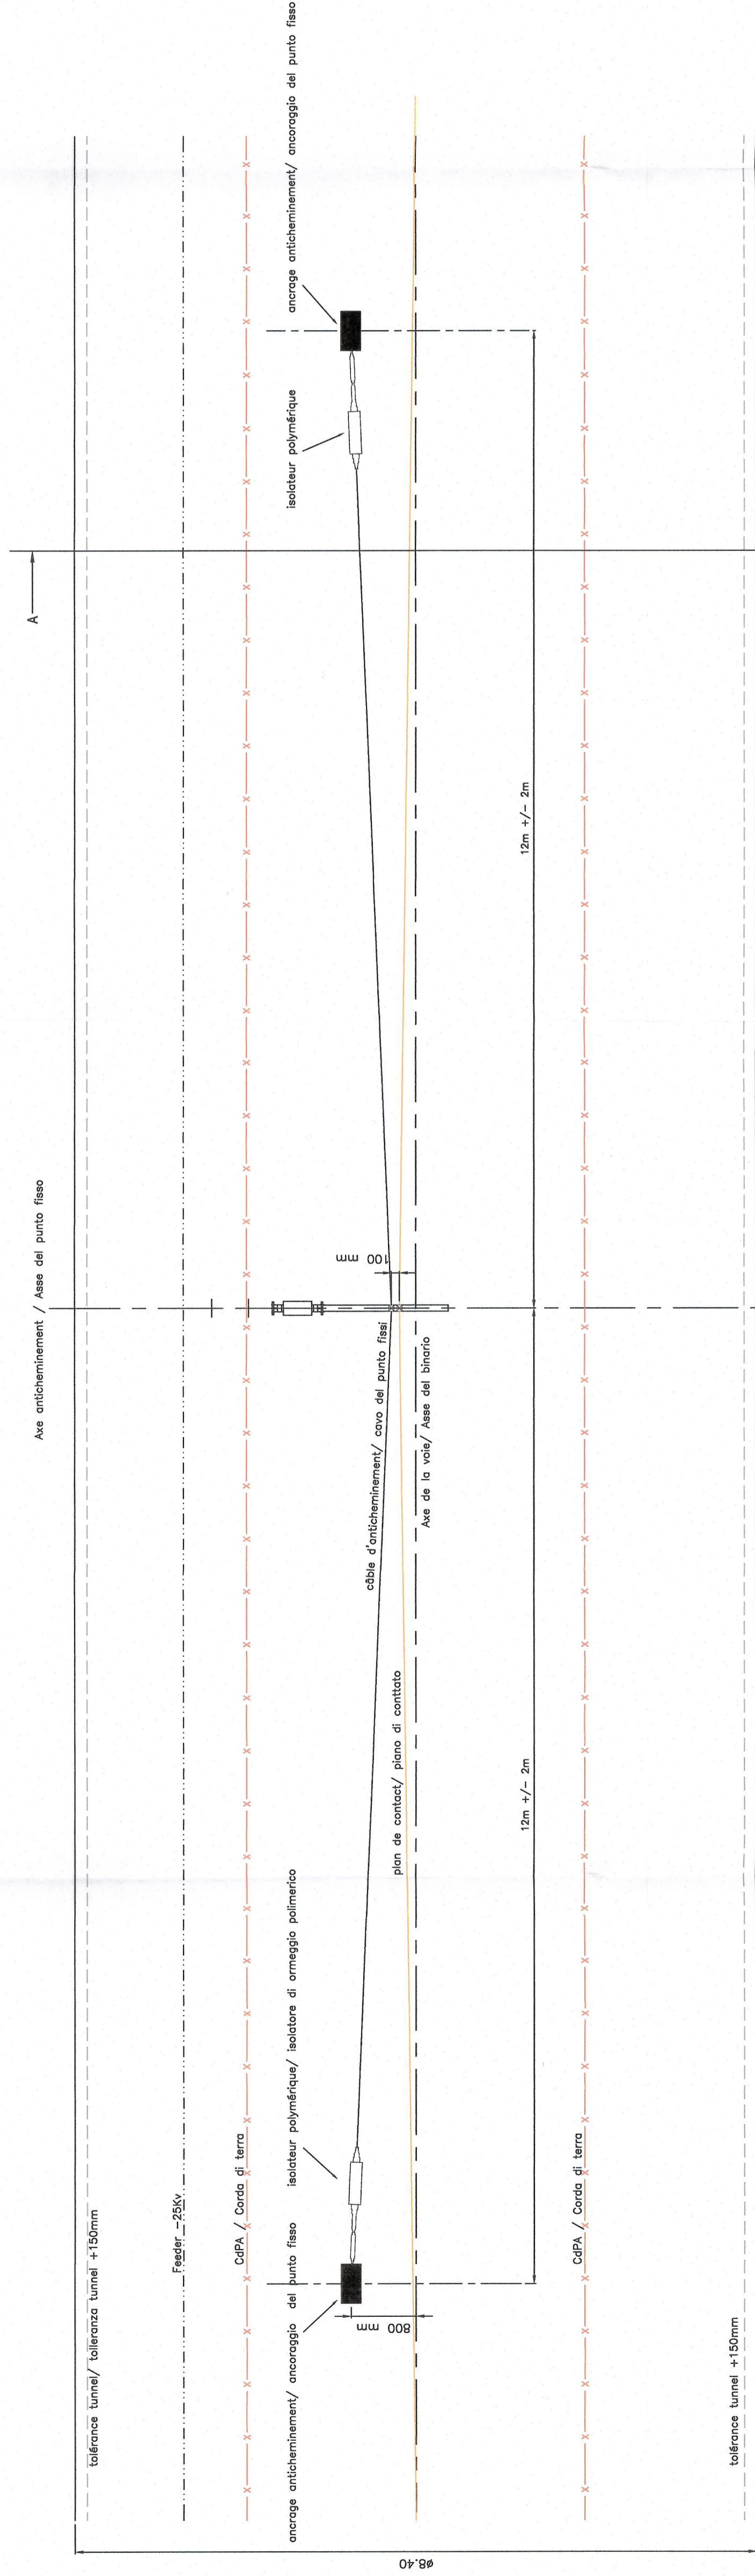 ancrage anticheminement/ ancoraggio del punto fisso
isolateur polymérique
A
12m +/- 2m
Axe anticheminement / Asse del punto fisso
100 mm
câble d'anticheminement/ cavo del punto fissi
Axe de la voie/ Asse del binario
plan de contact/ piano di conttato
12m +/- 2m
isolateur polymérique/ isolatore di ormeggio polimerico
ancrage anticheminement/ ancoraggio del punto fisso
800 mm
CdPA / Corda di terra
CdPA / Corda di terra
Feeder -25Kv
tolérance tunnel/ tolleranza tunnel +150mm
tolérance tunnel +150mm
ø8.40